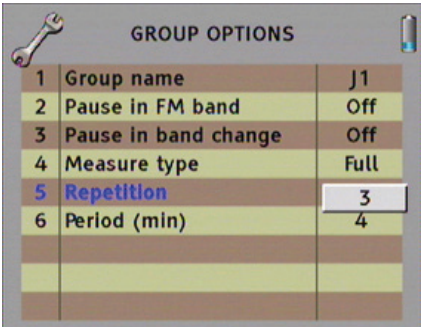 GROUP OPTIONS
1 Group name J1
2 Pause in FM band Off
3 Pause in band change Off
4 Measure type Full
5 Repetition 3
6 Period (min) 4